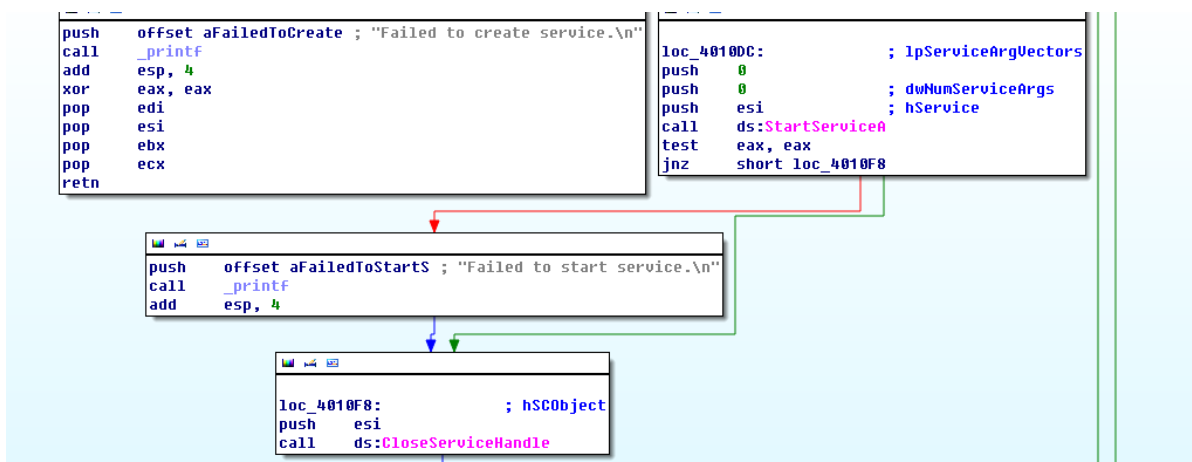 push    offset aFailedToCreate ; "Failed to create service.\n"
call    _printf
add     esp, 4
xor     eax, eax
pop     edi
pop     esi
pop     ebx
pop     ecx
retn
loc_4010DC:             ; lpServiceArgVectors
push    0
push    0               ; dwNumServiceArgs
push    esi             ; hService
call    ds:StartServiceA
test    eax, eax
jnz     short loc_4010F8
push    offset aFailedToStartS ; "Failed to start service.\n"
call    _printf
add     esp, 4
loc_4010F8:             ; hSCObject
push    esi
call    ds:CloseServiceHandle